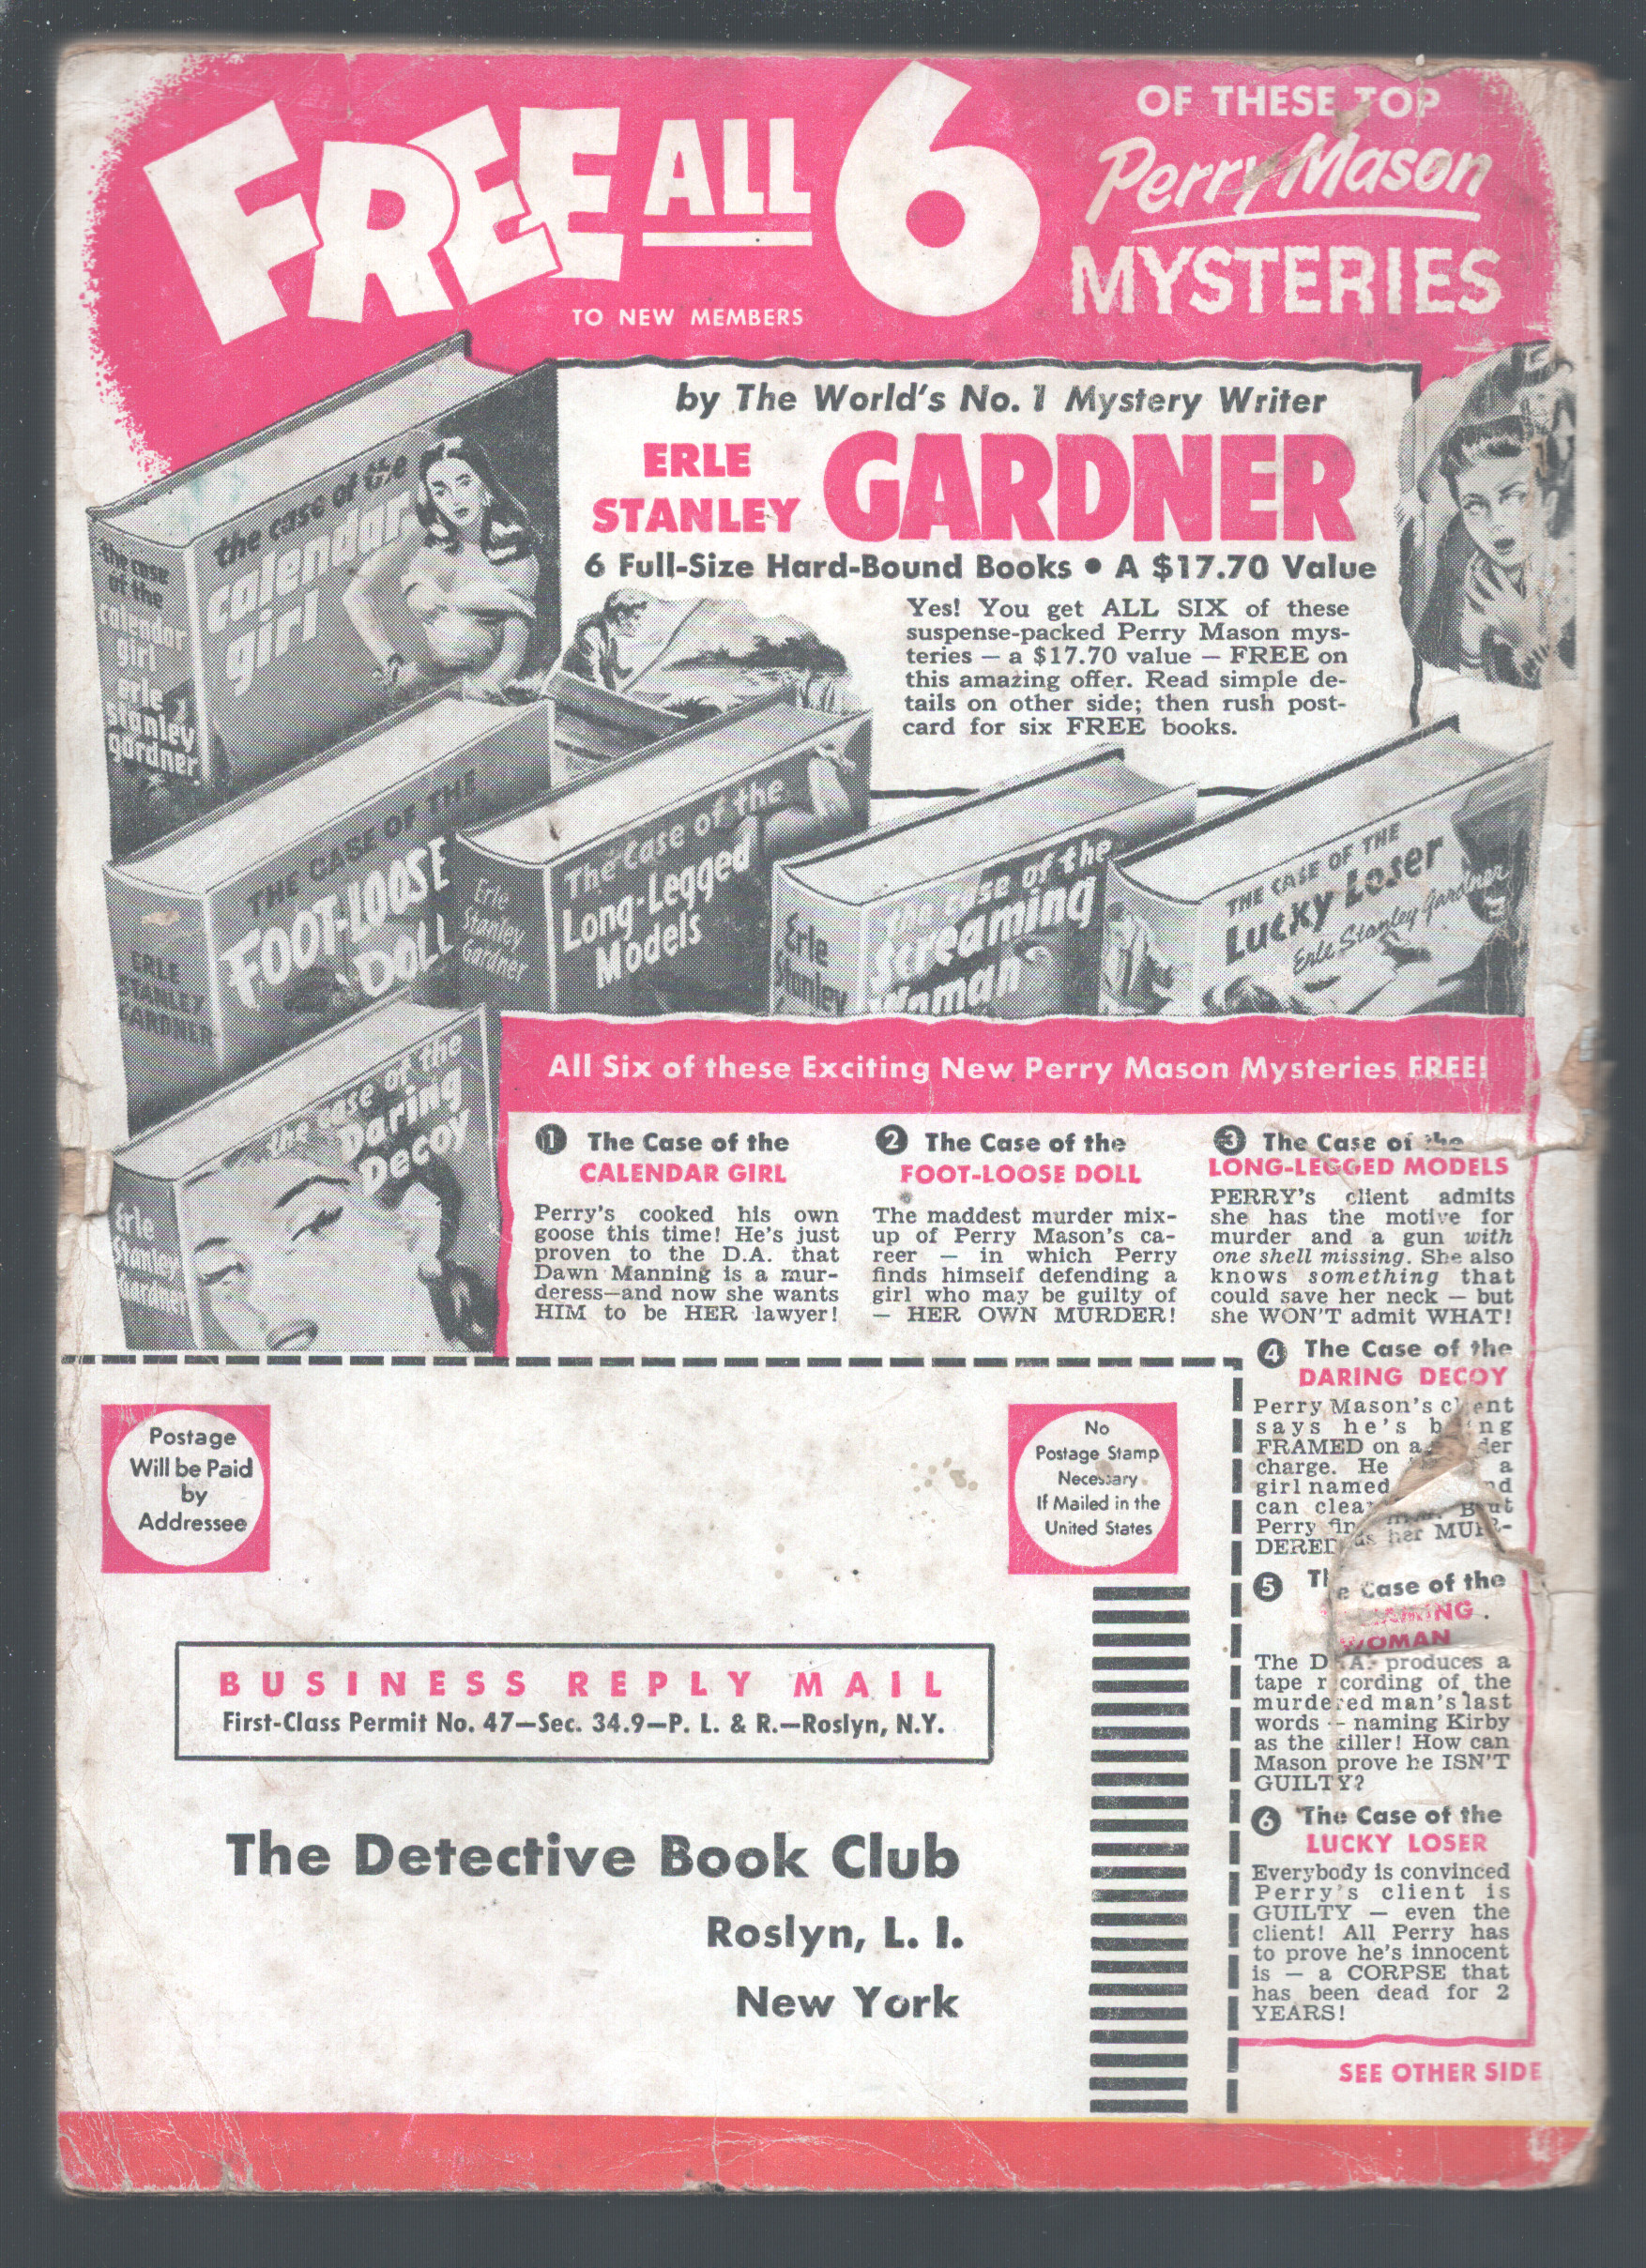 FREE ALL 6
TO NEW MEMBERS
OF THESE TOP
Perry Mason
MYSTERIES
by The World's No. 1 Mystery Writer
ERLE
STANLEY
GARDNER
6 Full-Size Hard-Bound Books • A $17.70 Value
Yes! You get ALL SIX of these
suspense-packed Perry Mason mys-
teries — a $17.70 value — FREE on
this amazing offer. Read simple de-
tails on other side; then rush post-
card for six FREE books.
the case of the
calendar
girl
the case
of the
calendar
girl
erle
stanley
gardner
THE CASE OF THE
FOOT-LOOSE
DOLL
ERLE
STANLEY
GARDNER
The Case of the
Long-Legged
Models
Erle
Stanley
Gardner
the case of the
Screaming
Woman
Erle
Stanley
THE CASE OF THE
Lucky Loser
Erle Stanley Gardner
the case of the
Daring
Decoy
Erle
Stanley
Gardner
All Six of these Exciting New Perry Mason Mysteries FREE!
1 The Case of the
CALENDAR GIRL
Perry's cooked his own
goose this time! He's just
proven to the D.A. that
Dawn Manning is a mur-
deress—and now she wants
HIM to be HER lawyer!
2 The Case of the
FOOT-LOOSE DOLL
The maddest murder mix-
up of Perry Mason's ca-
reer — in which Perry
finds himself defending a
girl who may be guilty of
— HER OWN MURDER!
3 The Case of the
LONG-LEGGED MODELS
PERRY's client admits
she has the motive for
murder and a gun with
one shell missing. She also
knows something that
could save her neck — but
she WON'T admit WHAT!
4 The Case of the
DARING DECOY
Perry Mason's client
says he's being
FRAMED on a
charge. He a
girl named
can clear But
Perry finds her MUR-
DERED
5 The Case of the
WOMAN
The D.A. produces a
tape recording of the
murdered man's last
words — naming Kirby
as the killer! How can
Mason prove he ISN'T
GUILTY?
6 The Case of the
LUCKY LOSER
Everybody is convinced
Perry's client is
GUILTY — even the
client! All Perry has
to prove he's innocent
is — a CORPSE that
has been dead for 2
YEARS!
SEE OTHER SIDE
Postage
Will be Paid
by
Addressee
No
Postage Stamp
Necessary
If Mailed in the
United States
BUSINESS REPLY MAIL
First-Class Permit No. 47—Sec. 34.9—P. L. & R.—Roslyn, N.Y.
The Detective Book Club
Roslyn, L. I.
New York